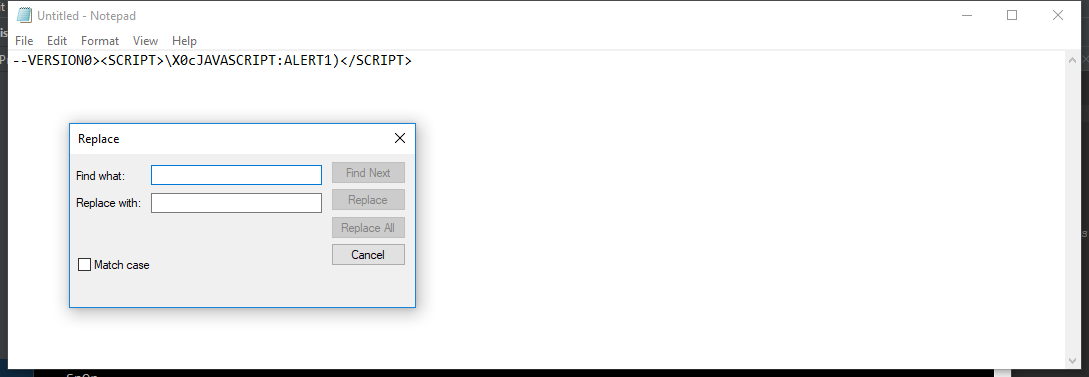 Untitled - Notepad
File Edit Format View Help
--VERSION0><SCRIPT>\X0cJAVASCRIPT:ALERT1)</SCRIPT>
Replace
Find what:
Find Next
Replace with:
Replace
Replace All
Cancel
Match case